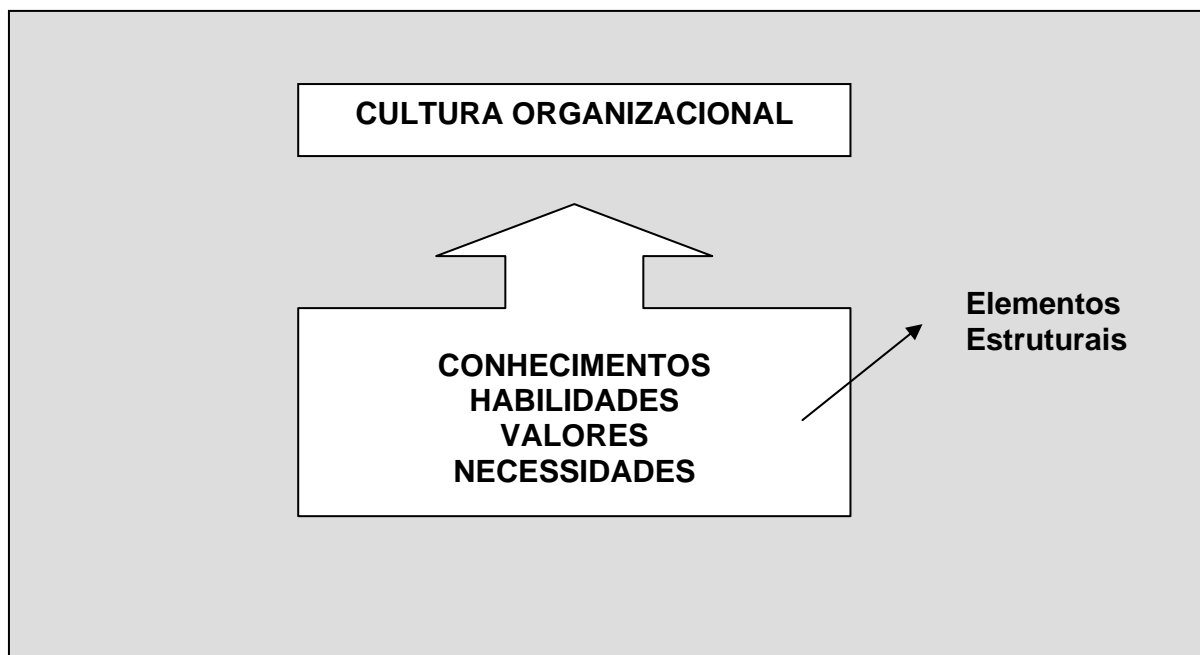 CULTURA ORGANIZACIONAL
CONHECIMENTOS
HABILIDADES
VALORES
NECESSIDADES
Elementos
Estruturais